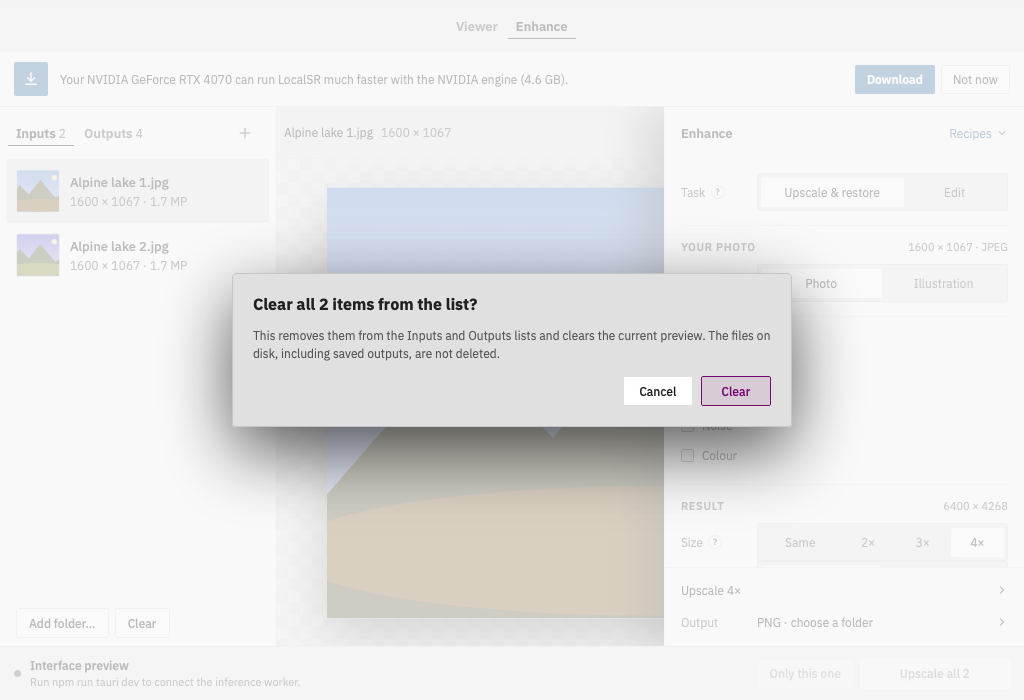 Viewer Enhance
Your NVIDIA GeForce RTX 4070 can run LocalSR much faster with the NVIDIA engine (4.6 GB).
Download Not now
Inputs 2 Outputs 4 +
Alpine lake 1.jpg 1600 × 1067
Enhance Recipes
Alpine lake 1.jpg
1600 × 1067 · 1.7 MP
Task ? Upscale & restore Edit
Alpine lake 2.jpg
1600 × 1067 · 1.7 MP
YOUR PHOTO 1600 × 1067 · JPEG
Photo Illustration
Clear all 2 items from the list?
This removes them from the Inputs and Outputs lists and clears the current preview. The files on
disk, including saved outputs, are not deleted.
Cancel Clear
Noise
Colour
RESULT 6400 × 4268
Size ? Same 2× 3× 4×
Upscale 4×
Output PNG · choose a folder
Add folder... Clear
Interface preview
Run npm run tauri dev to connect the inference worker.
Only this one Upscale all 2